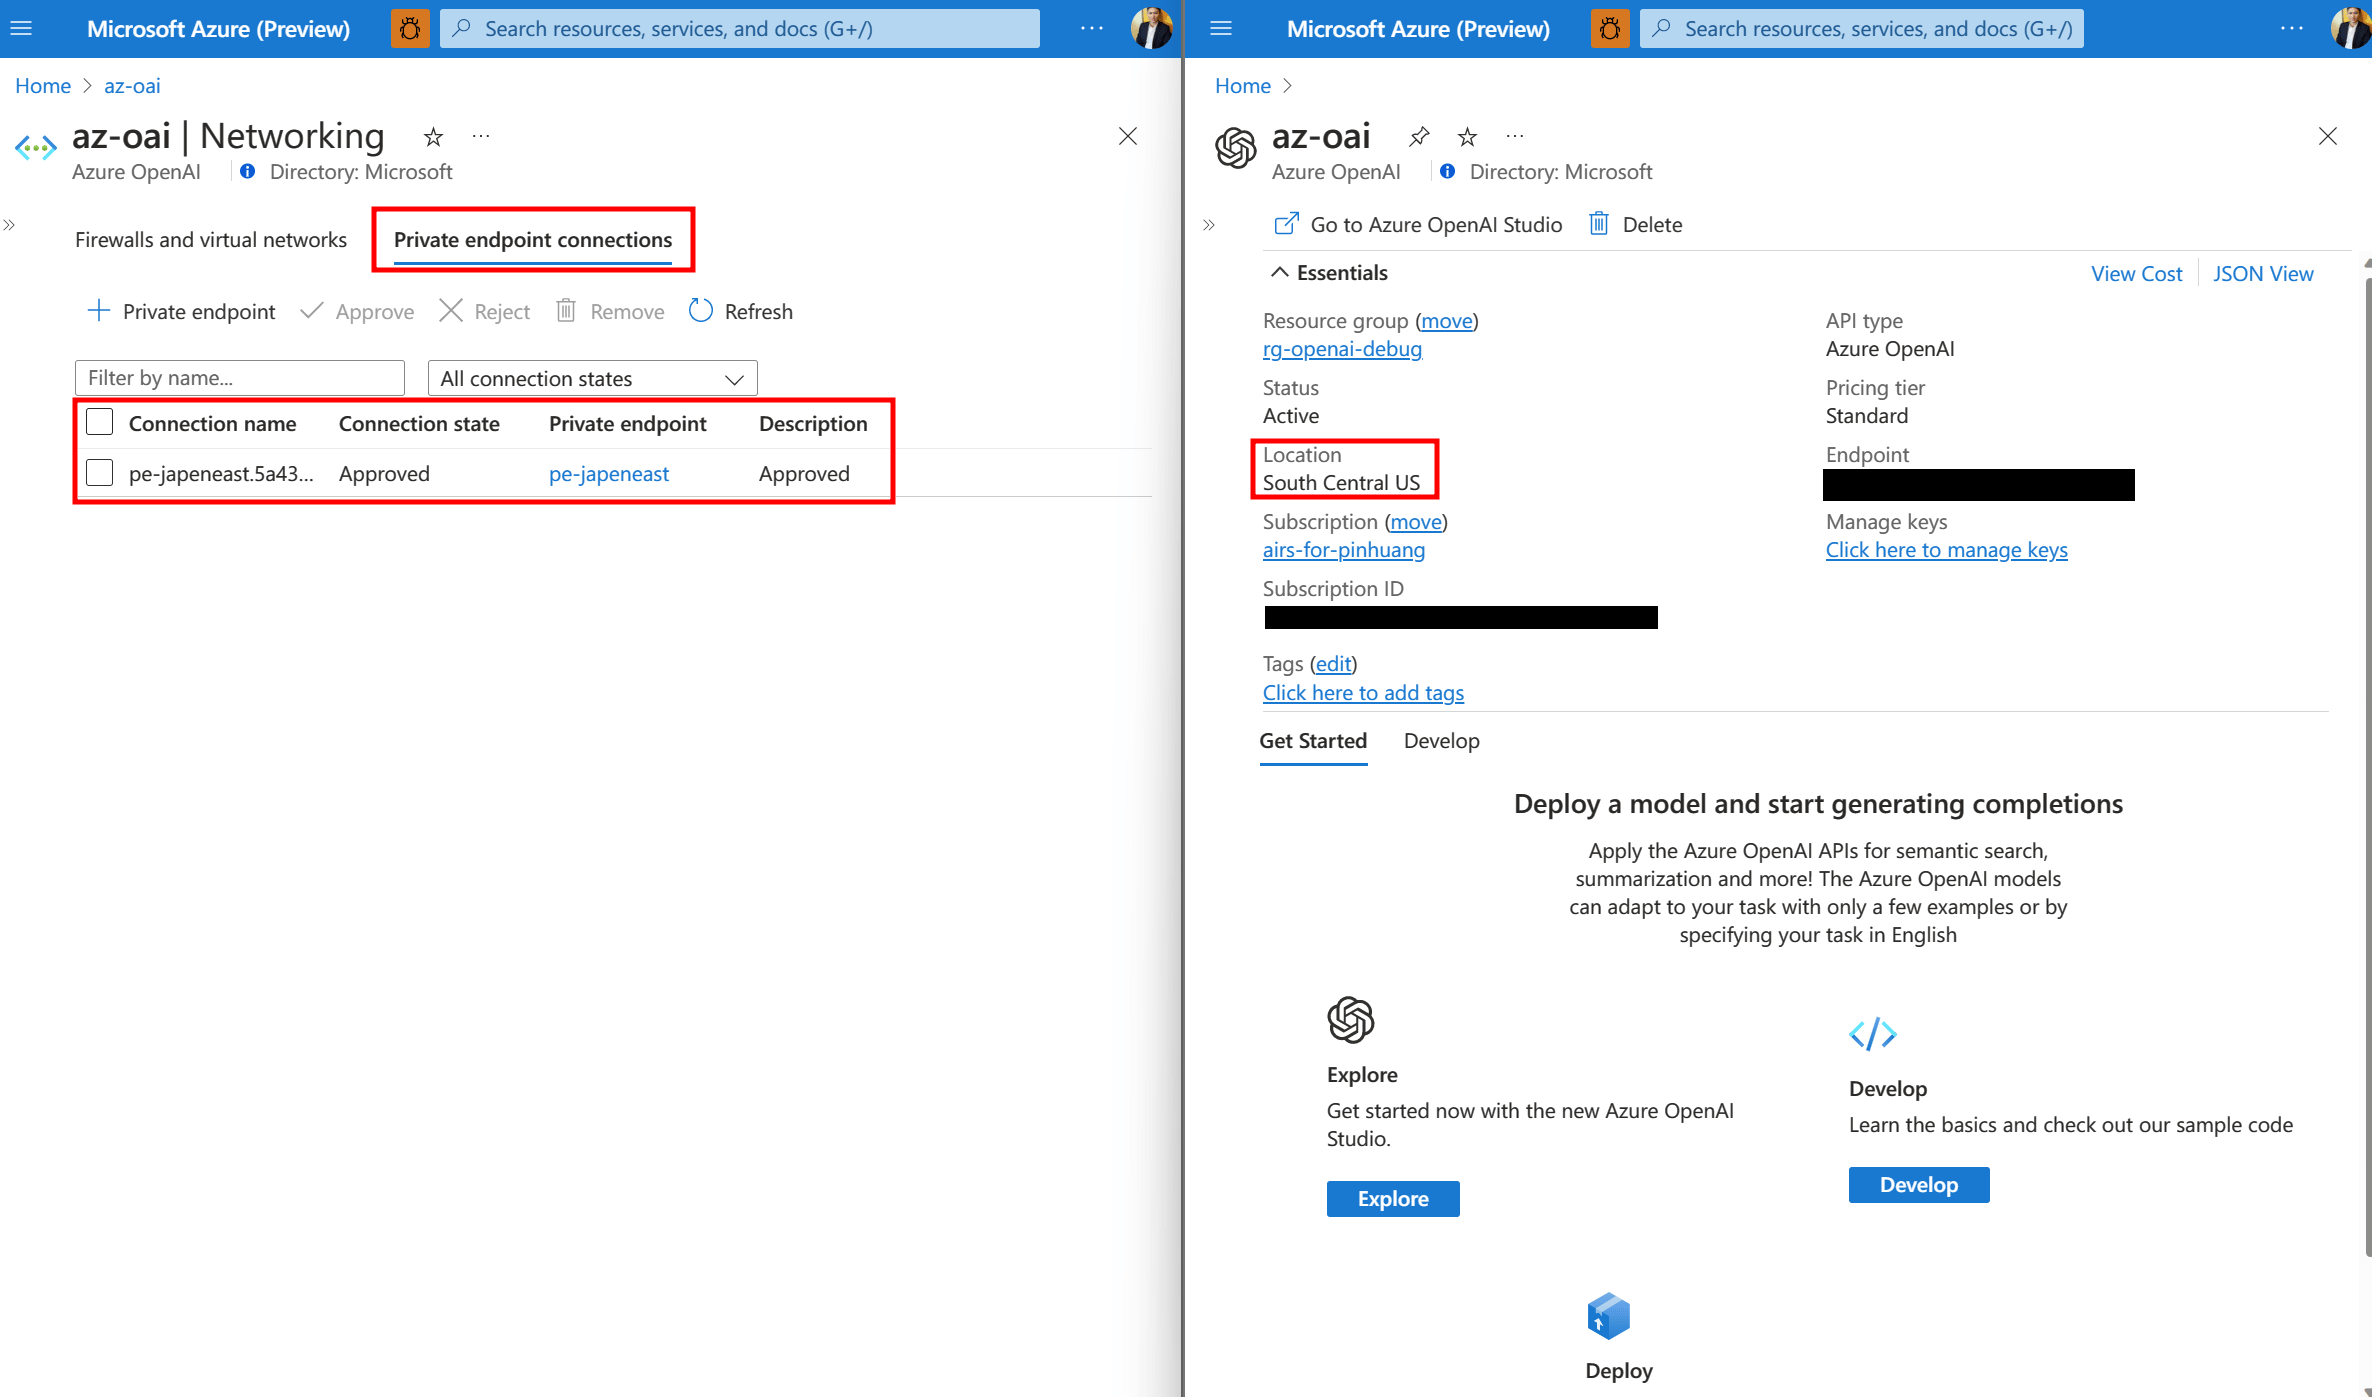 Microsoft Azure (Preview)
Search resources, services, and docs (G+/)
Home > az-oai
az-oai | Networking
Azure OpenAI
Directory: Microsoft
Firewalls and virtual networks
Private endpoint connections
Private endpoint
Approve
Reject
Remove
Refresh
Filter by name...
All connection states
Connection name Connection state Private endpoint Description
pe-japeneast.5a43... Approved pe-japeneast Approved
Microsoft Azure (Preview)
Search resources, services, and docs (G+/)
Home >
az-oai
Azure OpenAI
Directory: Microsoft
Go to Azure OpenAI Studio
Delete
Essentials
View Cost
JSON View
Resource group (move)
rg-openai-debug
Status
Active
Location
South Central US
Subscription (move)
airs-for-pinhuang
Subscription ID
Tags (edit)
Click here to add tags
API type
Azure OpenAI
Pricing tier
Standard
Endpoint
Manage keys
Click here to manage keys
Get Started
Develop
Deploy a model and start generating completions
Apply the Azure OpenAI APIs for semantic search,
summarization and more! The Azure OpenAI models
can adapt to your task with only a few examples or by
specifying your task in English
Explore
Get started now with the new Azure OpenAI
Studio.
Explore
Develop
Learn the basics and check out our sample code
Develop
Deploy